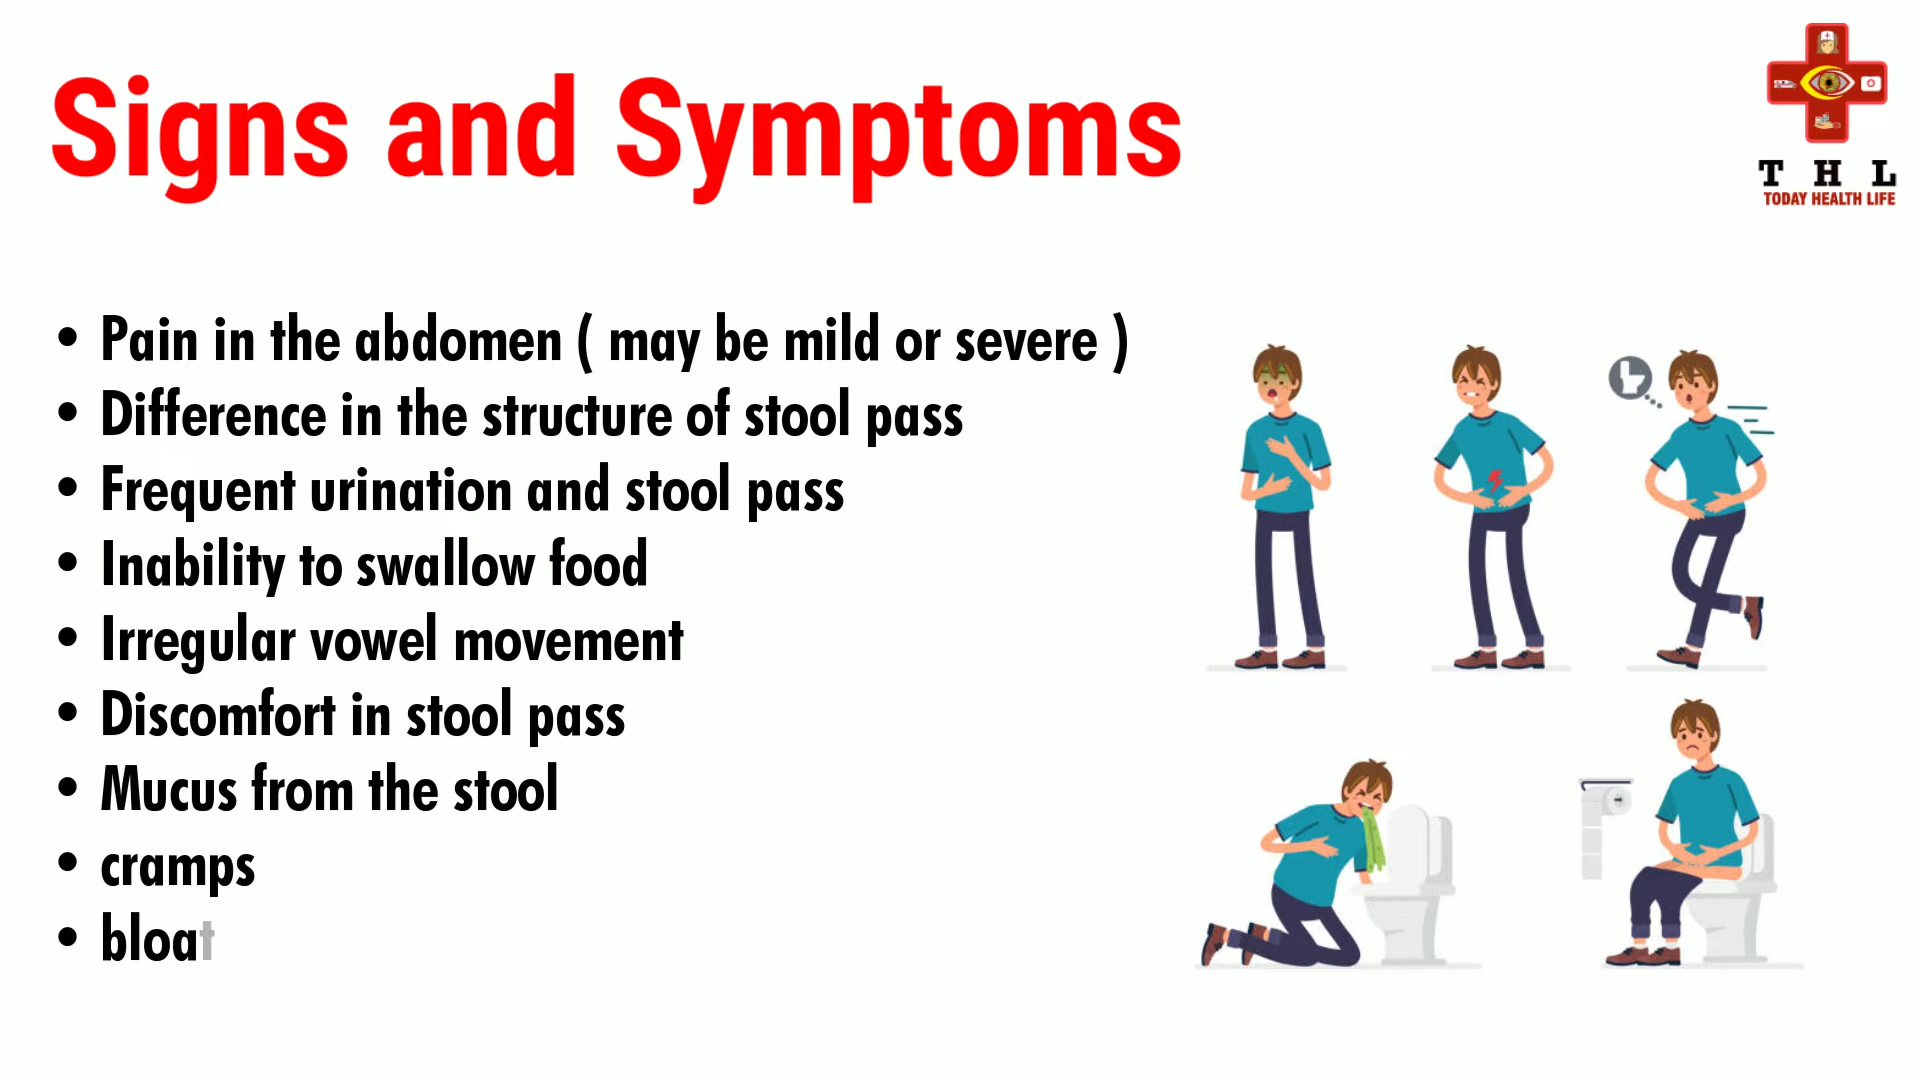 Signs and Symptoms
T H L
TODAY HEALTH LIFE
• Pain in the abdomen ( may be mild or severe )
• Difference in the structure of stool pass
• Frequent urination and stool pass
• Inability to swallow food
• Irregular vowel movement
• Discomfort in stool pass
• Mucus from the stool
• cramps
• bloat